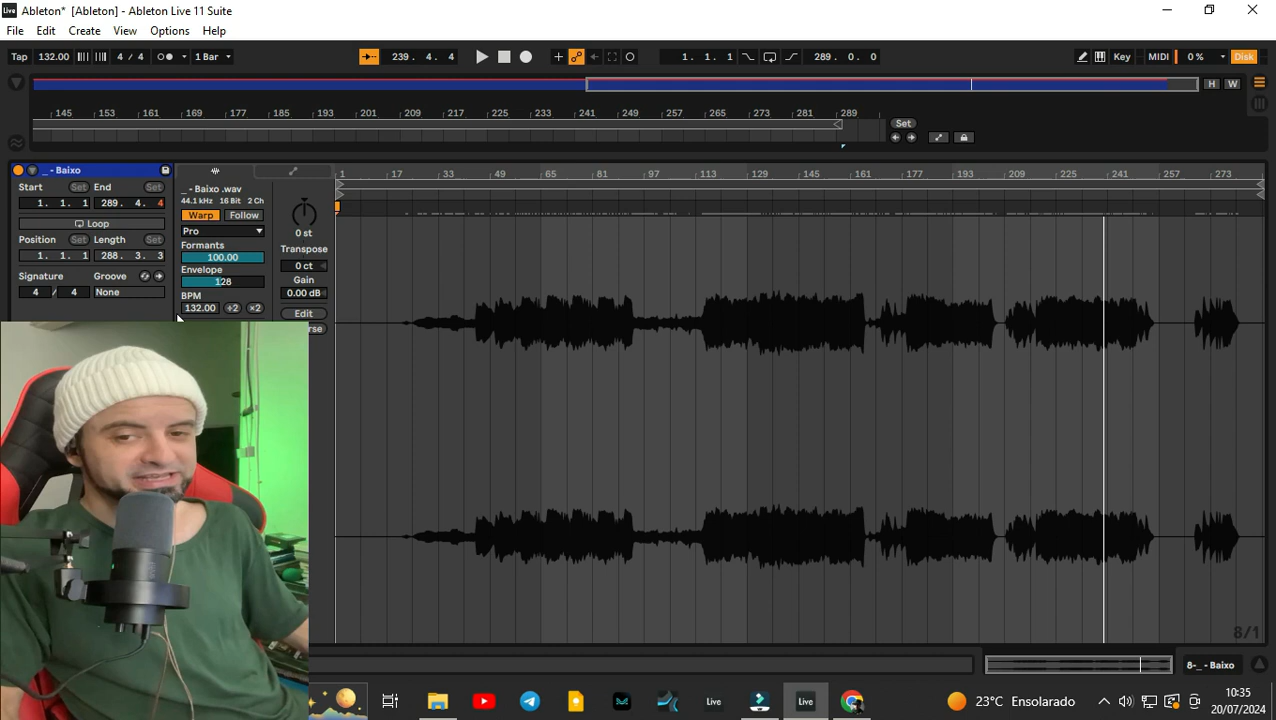 Ableton* [Ableton] - Ableton Live 11 Suite
File Edit Create View Options Help
Tap 132.00 4 / 4 1 Bar 239. 4. 4 1. 1. 1 289. 0. 0 Key MIDI 0 % Disk
H W
145 153 161 169 177 185 193 201 209 217 225 233 241 249 257 265 273 281 289 Set
_ - Baixo
1 17 33 49 65 81 97 113 129 145 161 177 193 209 225 241 257 273
Start Set End Set
1. 1. 1 289. 4. 4
Loop
Position Set Length Set
1. 1. 1 288. 3. 3
Signature Groove
4 / 4 None
_ - Baixo .wav
44.1 kHz 16 Bit 2 Ch
Warp Follow
Pro
Formants
100.00
Envelope
128
BPM
132.00 ÷2 ×2
0 st
Transpose
0 ct
Gain
0.00 dB
Edit
rse
8/1
8-_ - Baixo
Live Live
23°C Ensolarado
10:35
20/07/2024